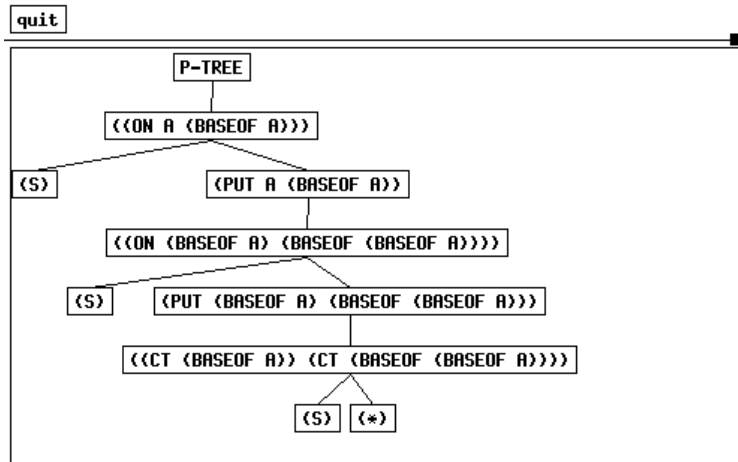 quit
P-TREE
((ON A (BASEOF A)))
(S)
(PUT A (BASEOF A))
((ON (BASEOF A) (BASEOF (BASEOF A))))
(S)
(PUT (BASEOF A) (BASEOF (BASEOF A)))
((CT (BASEOF A)) (CT (BASEOF (BASEOF A))))
(S)
(*)